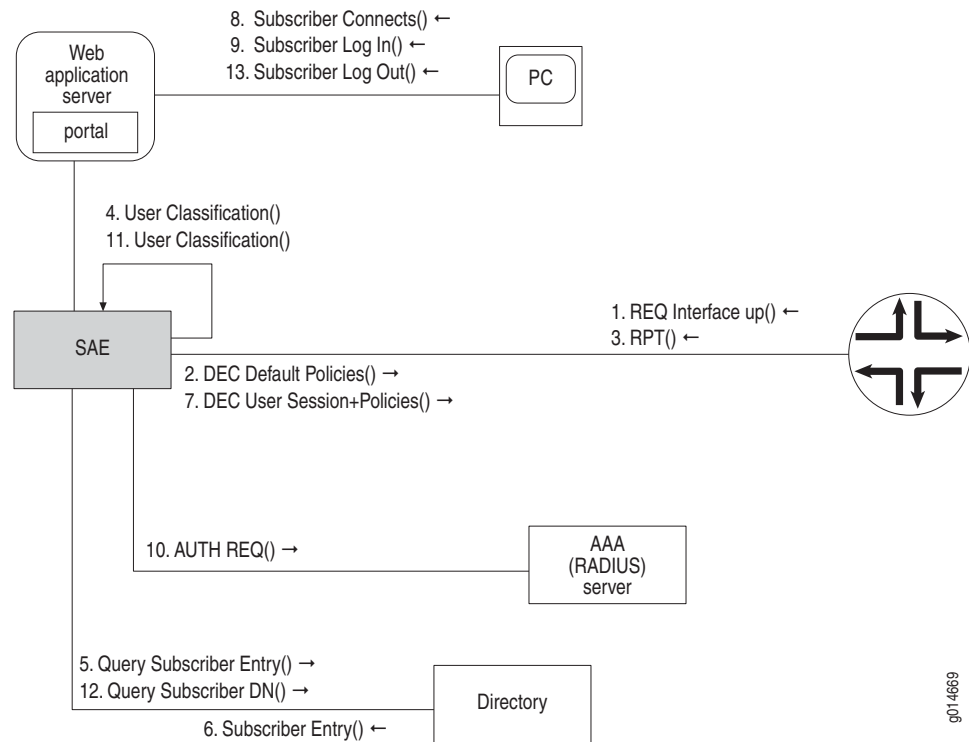 8. Subscriber Connects() ←
9. Subscriber Log In() ←
13. Subscriber Log Out() ←
Web
application
server
portal
PC
4. User Classification()
11. User Classification()
1. REQ Interface up() ←
3. RPT() ←
SAE
2. DEC Default Policies() →
7. DEC User Session+Policies() →
10. AUTH REQ() →
AAA
(RADIUS)
server
5. Query Subscriber Entry() →
12. Query Subscriber DN() →
6. Subscriber Entry() ←
Directory
g014669